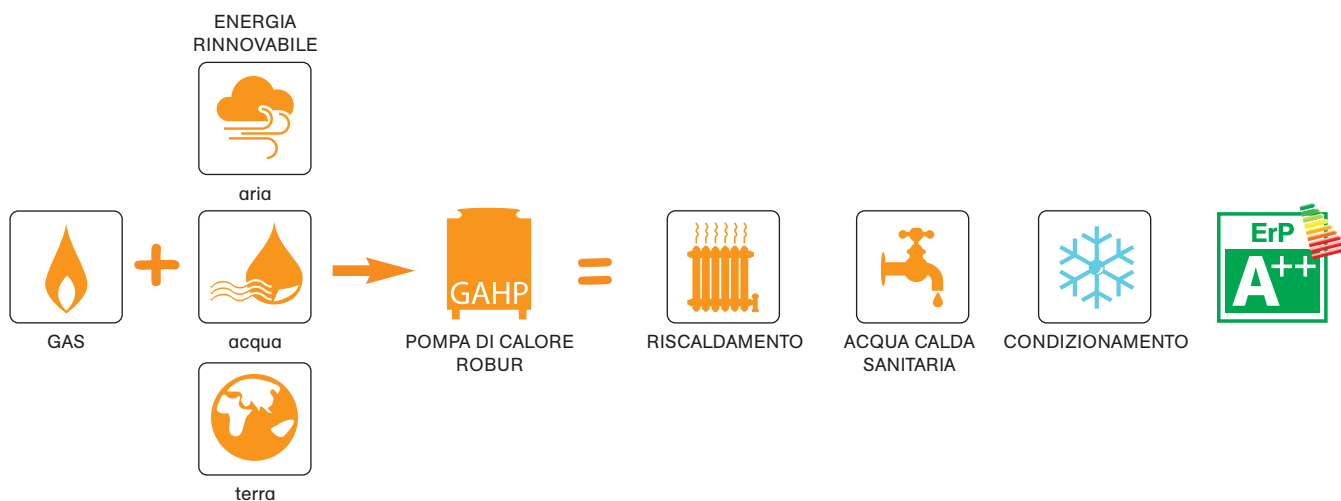 ENERGIA
RINNOVABILE
aria
GAS
acqua
terra
GAHP
POMPA DI CALORE
ROBUR
RISCALDAMENTO
ACQUA CALDA
SANITARIA
CONDIZIONAMENTO
ErP
A++